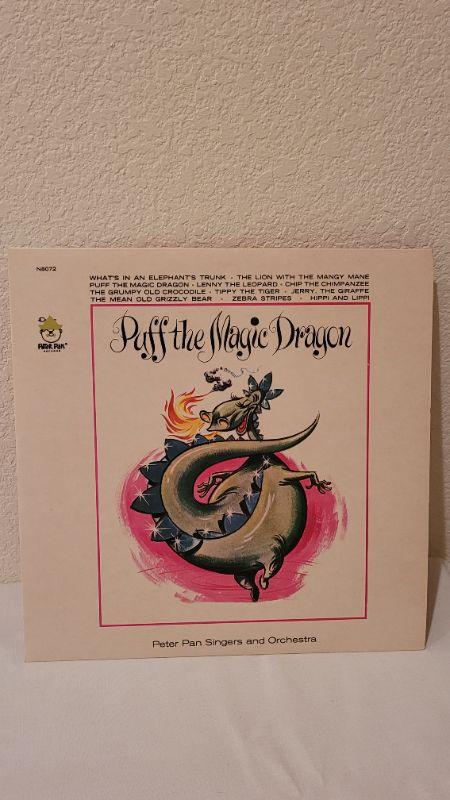 N8072
WHAT'S IN AN ELEPHANT'S TRUNK · THE LION WITH THE MANGY MANE
PUFF THE MAGIC DRAGON · LENNY THE LEOPARD · CHIP THE CHIMPANZEE
THE GRUMPY OLD CROCODILE · TIPPY THE TIGER · JERRY, THE GIRAFFE
THE MEAN OLD GRIZZLY BEAR · ZEBRA STRIPES · HIPPI AND LIPPI
PETER PAN
RECORDS
Puff the Magic Dragon
Peter Pan Singers and Orchestra